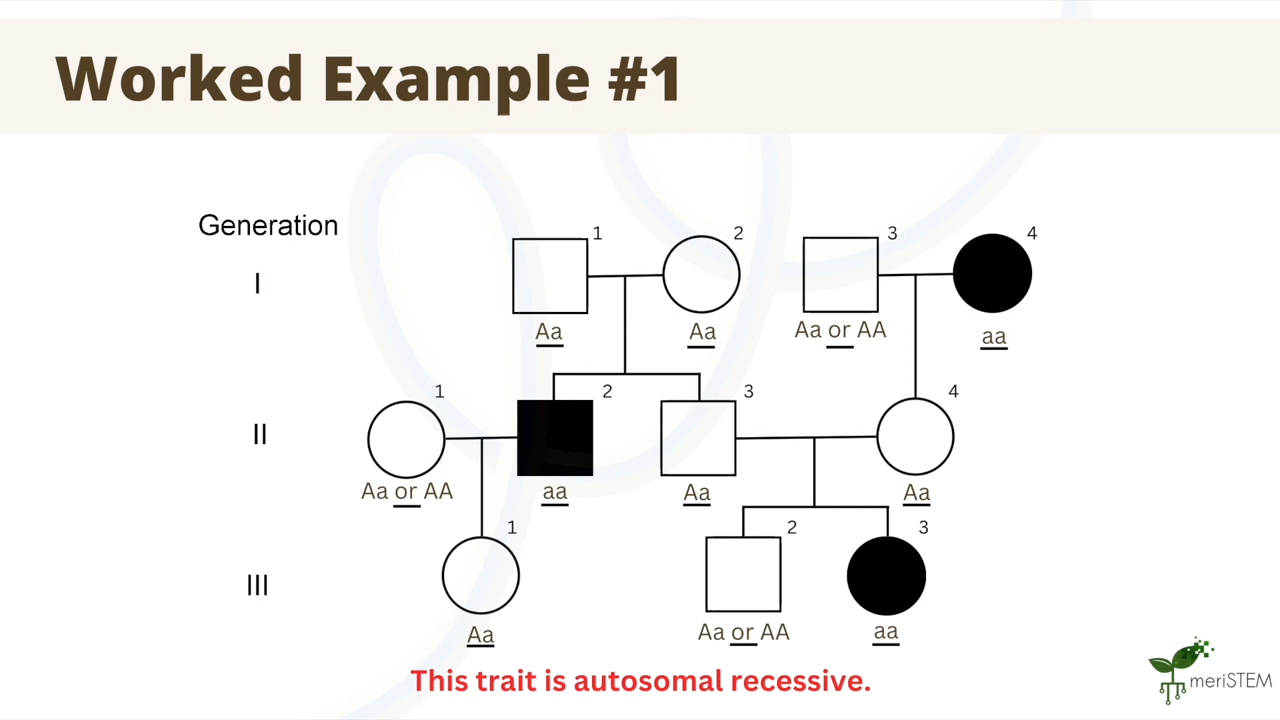 Worked Example #1
Generation
I
1
2
3
4
Aa
Aa
Aa or AA
aa
II
1
2
3
4
Aa or AA
aa
Aa
Aa
III
1
2
3
Aa
Aa or AA
aa
This trait is autosomal recessive.
meriSTEM